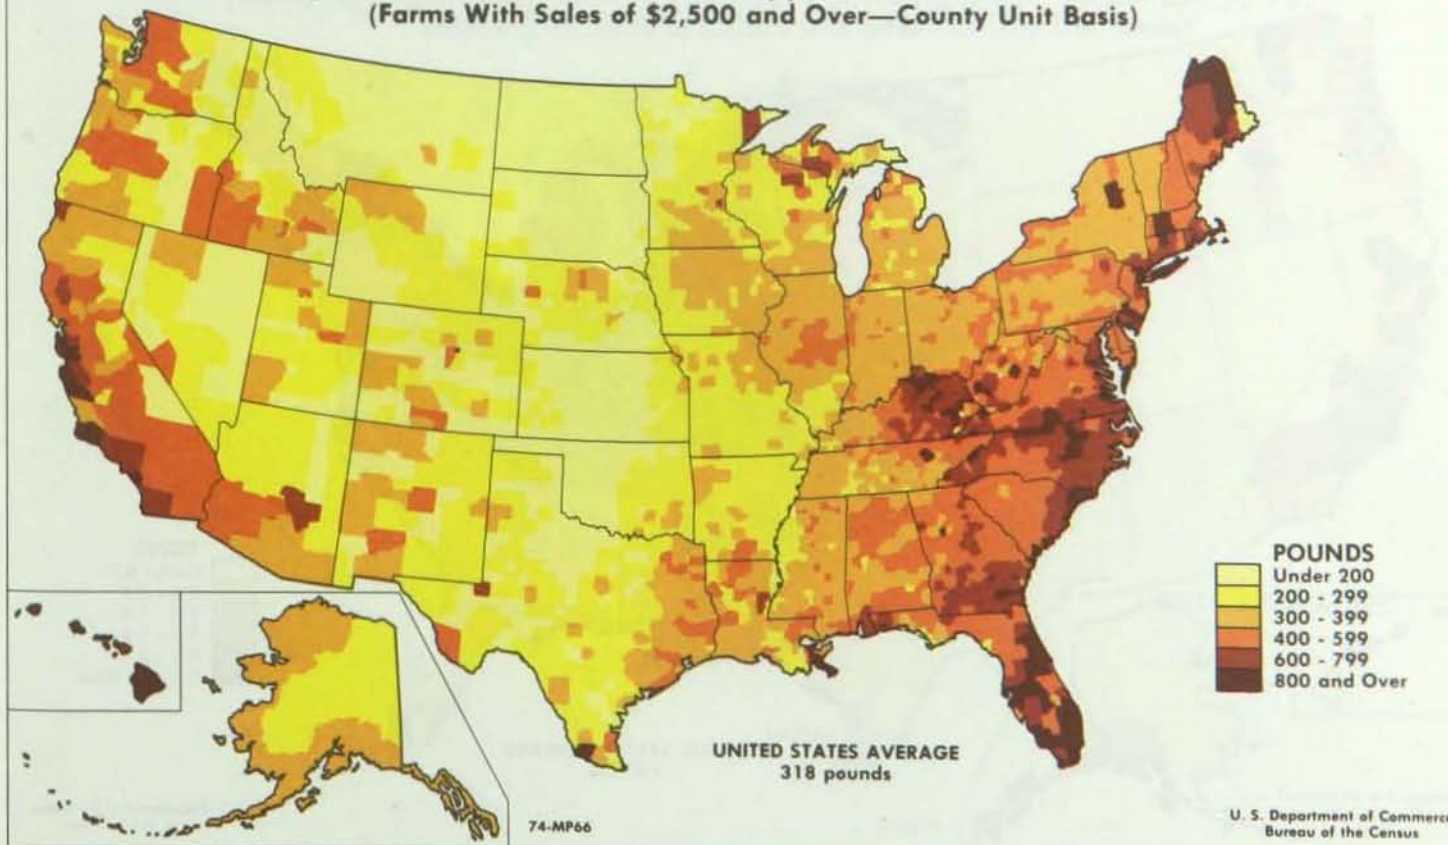 (Farms With Sales of $2,500 and Over—County Unit Basis)
POUNDS
Under 200
200 - 299
300 - 399
400 - 599
600 - 799
800 and Over
UNITED STATES AVERAGE
318 pounds
74-MP66
U. S. Department of Commerce
Bureau of the Census